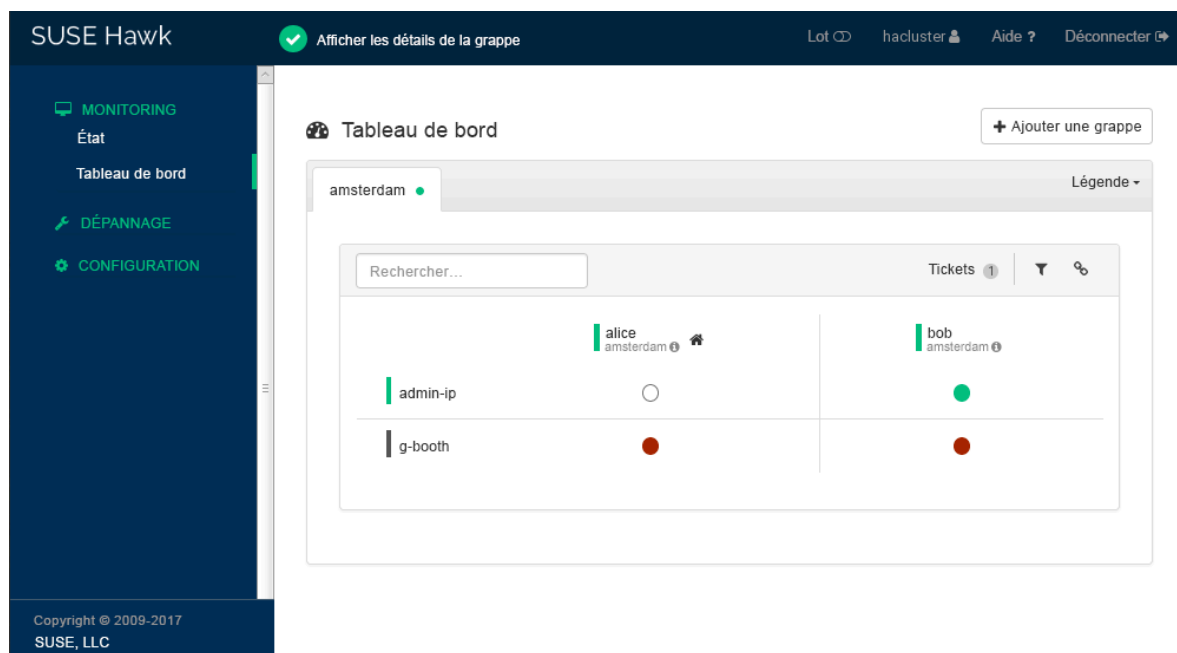 SUSE Hawk
Afficher les détails de la grappe
Lot
hacluster
Aide ?
Déconnecter
MONITORING
État
Tableau de bord
DÉPANNAGE
CONFIGURATION
Tableau de bord
+ Ajouter une grappe
amsterdam
Légende
Rechercher...
Tickets 1
alice
amsterdam
bob
amsterdam
admin-ip
g-booth
Copyright © 2009-2017
SUSE, LLC